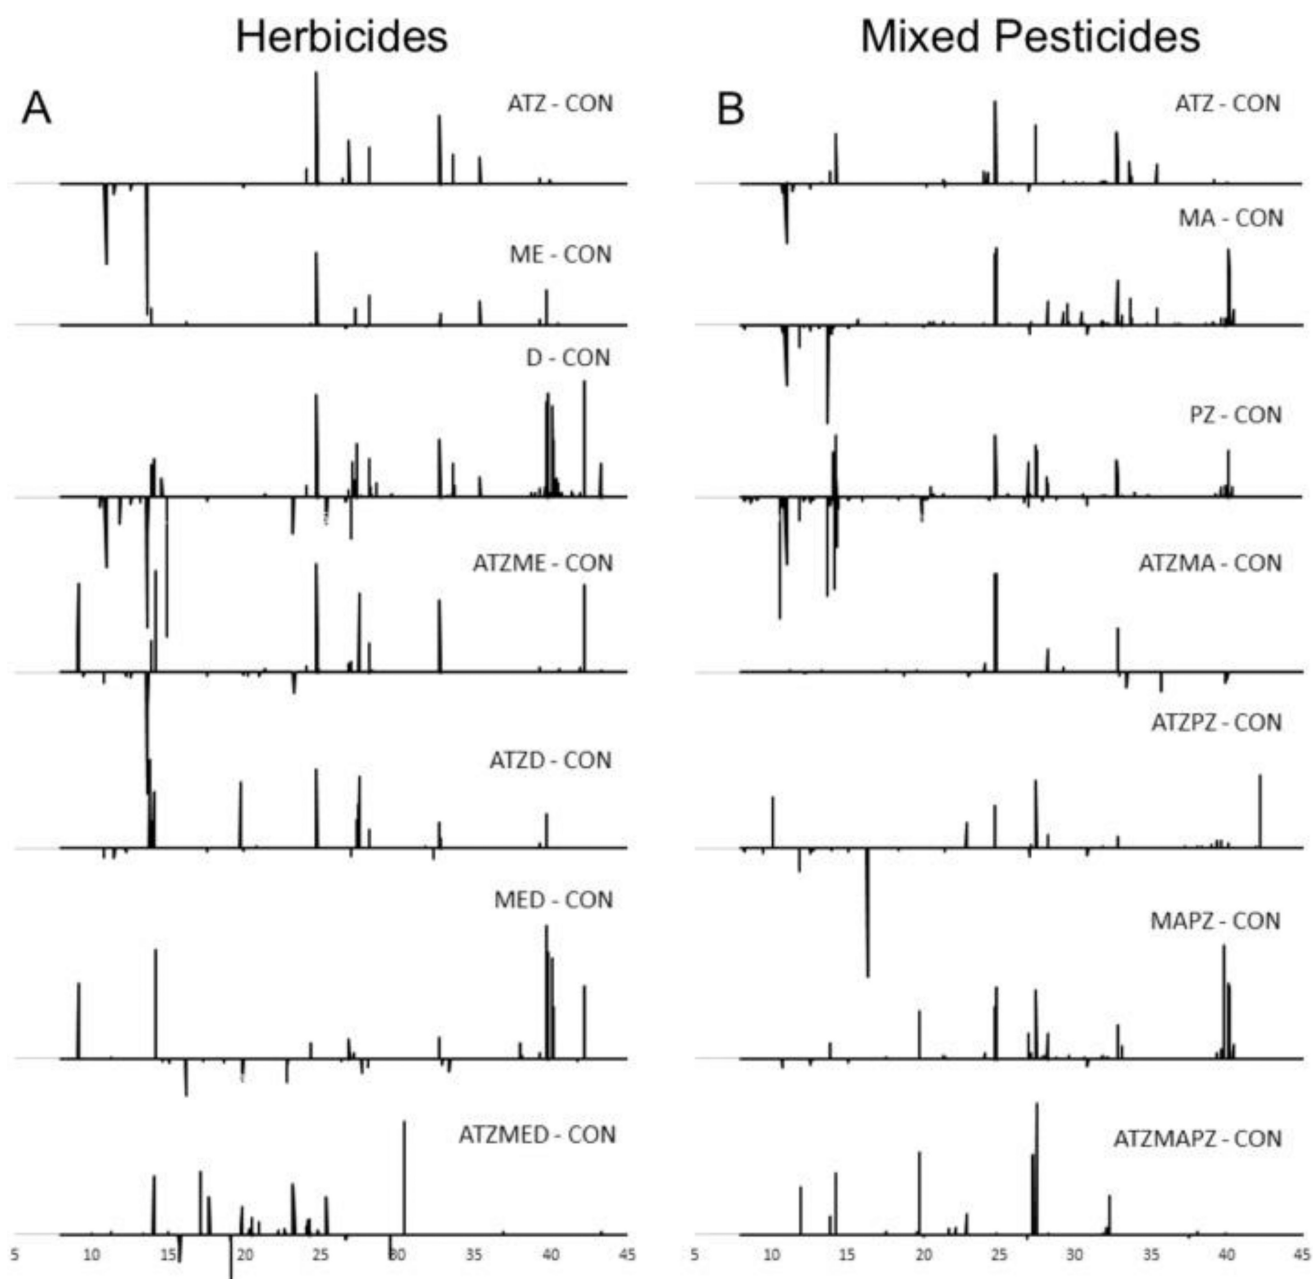 Herbicides
Mixed Pesticides
A
ATZ - CON
ME - CON
D - CON
ATZME - CON
ATZD - CON
MED - CON
ATZMED - CON
5 10 15 20 25 30 35 40 45
B
ATZ - CON
MA - CON
PZ - CON
ATZMA - CON
ATZPZ - CON
MAPZ - CON
ATZMAPZ - CON
5 10 15 20 25 30 35 40 45